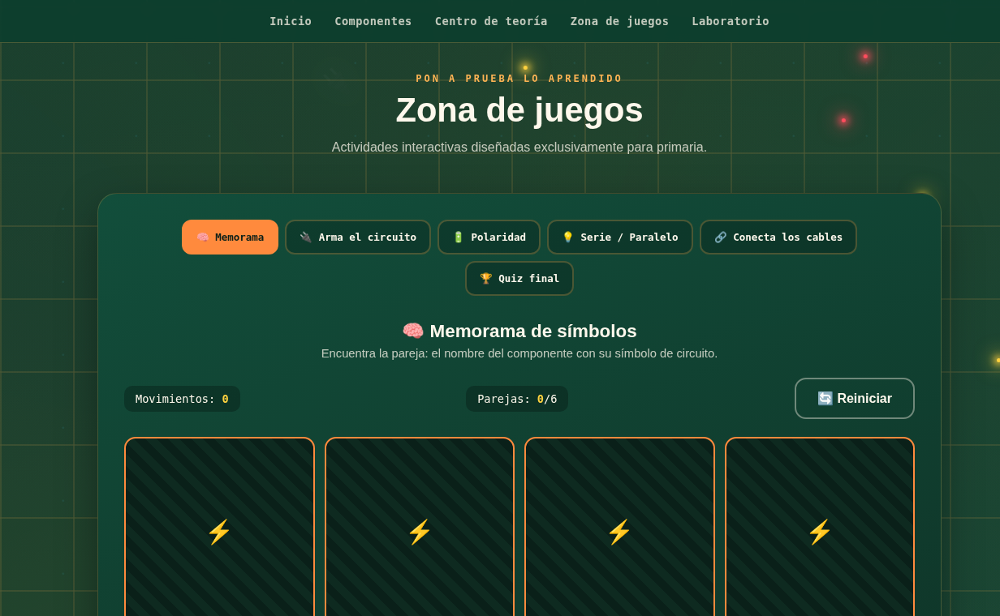 Inicio Componentes Centro de teoría Zona de juegos Laboratorio
PON A PRUEBA LO APRENDIDO
Zona de juegos
Actividades interactivas diseñadas exclusivamente para primaria.
🧠 Memorama 🔌 Arma el circuito 🔋 Polaridad 💡 Serie / Paralelo 🔗 Conecta los cables
🏆 Quiz final
🧠 Memorama de símbolos
Encuentra la pareja: el nombre del componente con su símbolo de circuito.
Movimientos: 0 Parejas: 0/6 🔄 Reiniciar